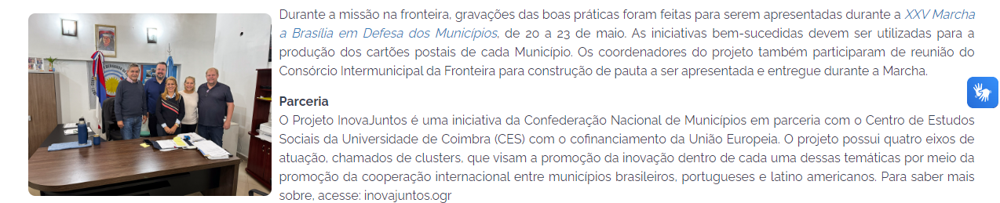 Durante a missão na fronteira, gravações das boas práticas foram feitas para serem apresentadas durante a XXV Marcha
a Brasília em Defesa dos Municípios, de 20 a 23 de maio. As iniciativas bem-sucedidas devem ser utilizadas para a
produção dos cartões postais de cada Município. Os coordenadores do projeto também participaram de reunião do
Consórcio Intermunicipal da Fronteira para construção de pauta a ser apresentada e entregue durante a Marcha.
Parceria
O Projeto InovaJuntos é uma iniciativa da Confederação Nacional de Municípios em parceria com o Centro de Estudos
Sociais da Universidade de Coimbra (CES) com o cofinanciamento da União Europeia. O projeto possui quatro eixos de
atuação, chamados de clusters, que visam a promoção da inovação dentro de cada uma dessas temáticas por meio da
promoção da cooperação internacional entre municípios brasileiros, portugueses e latino americanos. Para saber mais
sobre, acesse: inovajuntos.ogr